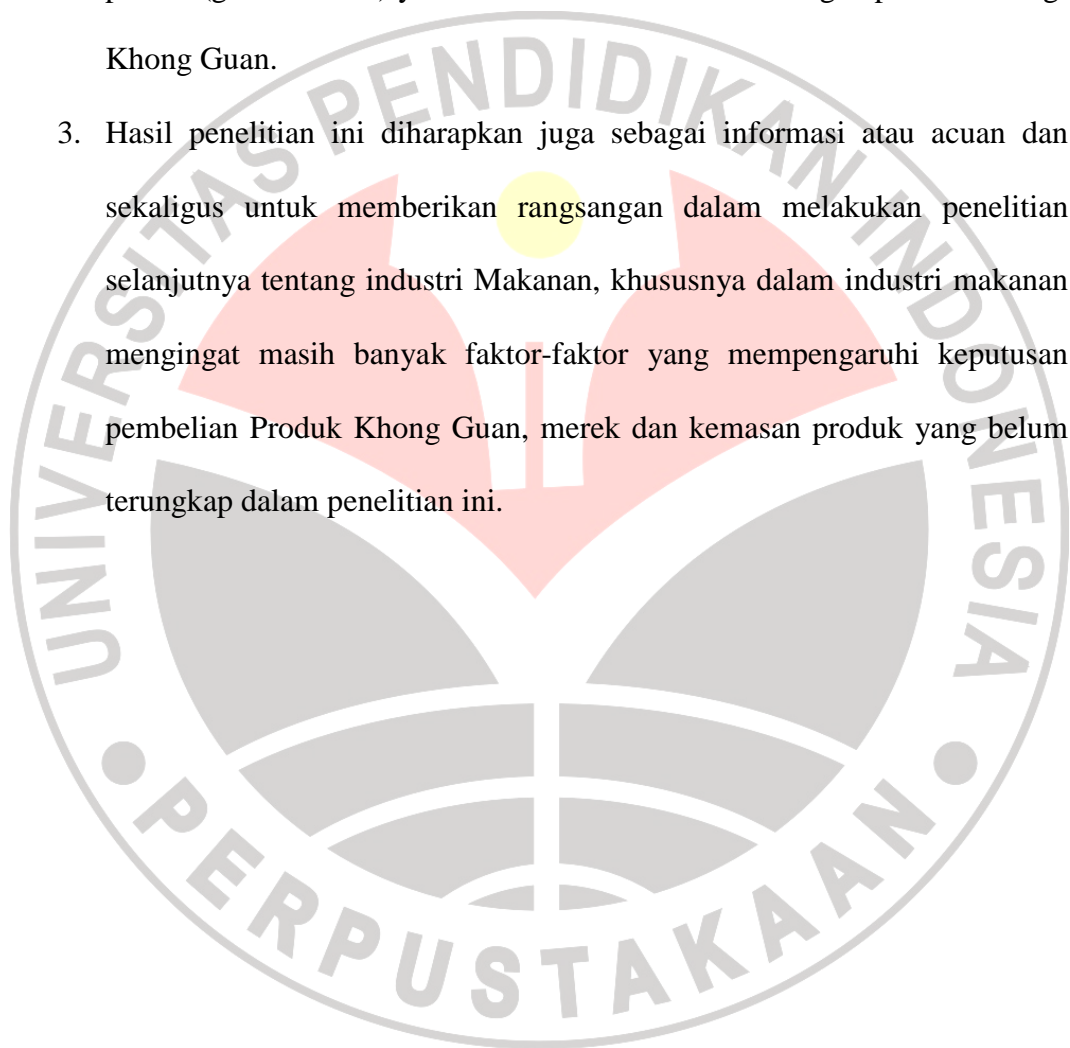 Khong Guan.
3. Hasil penelitian ini diharapkan juga sebagai informasi atau acuan dan
sekaligus untuk memberikan rangsangan dalam melakukan penelitian
selanjutnya tentang industri Makanan, khususnya dalam industri makanan
mengingat masih banyak faktor-faktor yang mempengaruhi keputusan
pembelian Produk Khong Guan, merek dan kemasan produk yang belum
terungkap dalam penelitian ini.
UNIVERSITAS PENDIDIKAN INDONESIA
PERPUSTAKAAN